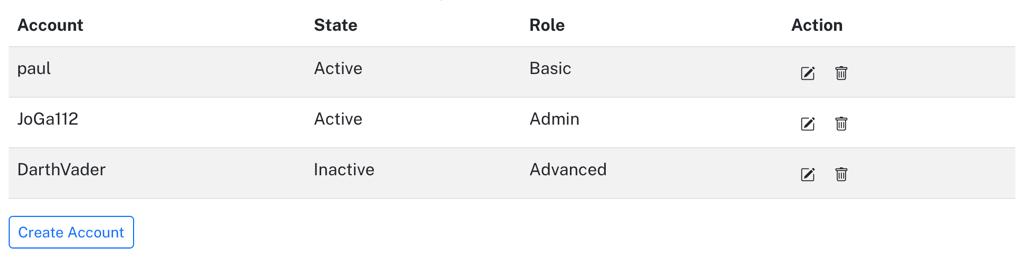 Account State Role Action
paul Active Basic
JoGa112 Active Admin
DarthVader Inactive Advanced
Create Account